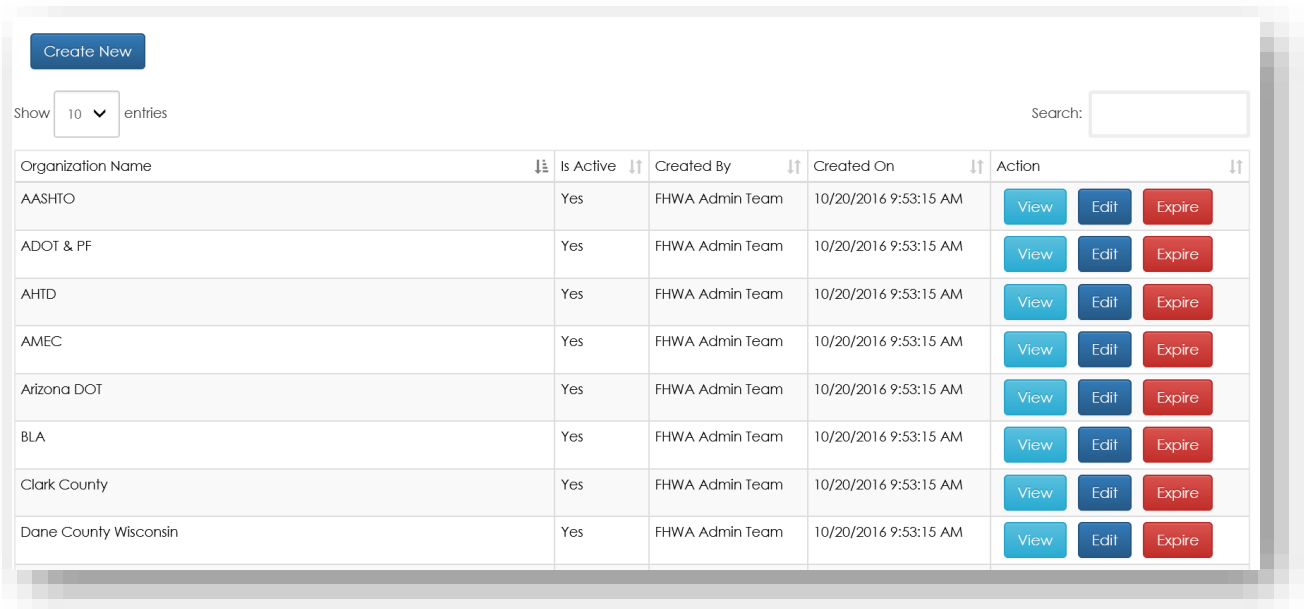 Create New
Show 10 entries Search:
Organization Name Is Active Created By Created On Action
AASHTO Yes FHWA Admin Team 10/20/2016 9:53:15 AM View Edit Expire
ADOT & PF Yes FHWA Admin Team 10/20/2016 9:53:15 AM View Edit Expire
AHTD Yes FHWA Admin Team 10/20/2016 9:53:15 AM View Edit Expire
AMEC Yes FHWA Admin Team 10/20/2016 9:53:15 AM View Edit Expire
Arizona DOT Yes FHWA Admin Team 10/20/2016 9:53:15 AM View Edit Expire
BLA Yes FHWA Admin Team 10/20/2016 9:53:15 AM View Edit Expire
Clark County Yes FHWA Admin Team 10/20/2016 9:53:15 AM View Edit Expire
Dane County Wisconsin Yes FHWA Admin Team 10/20/2016 9:53:15 AM View Edit Expire